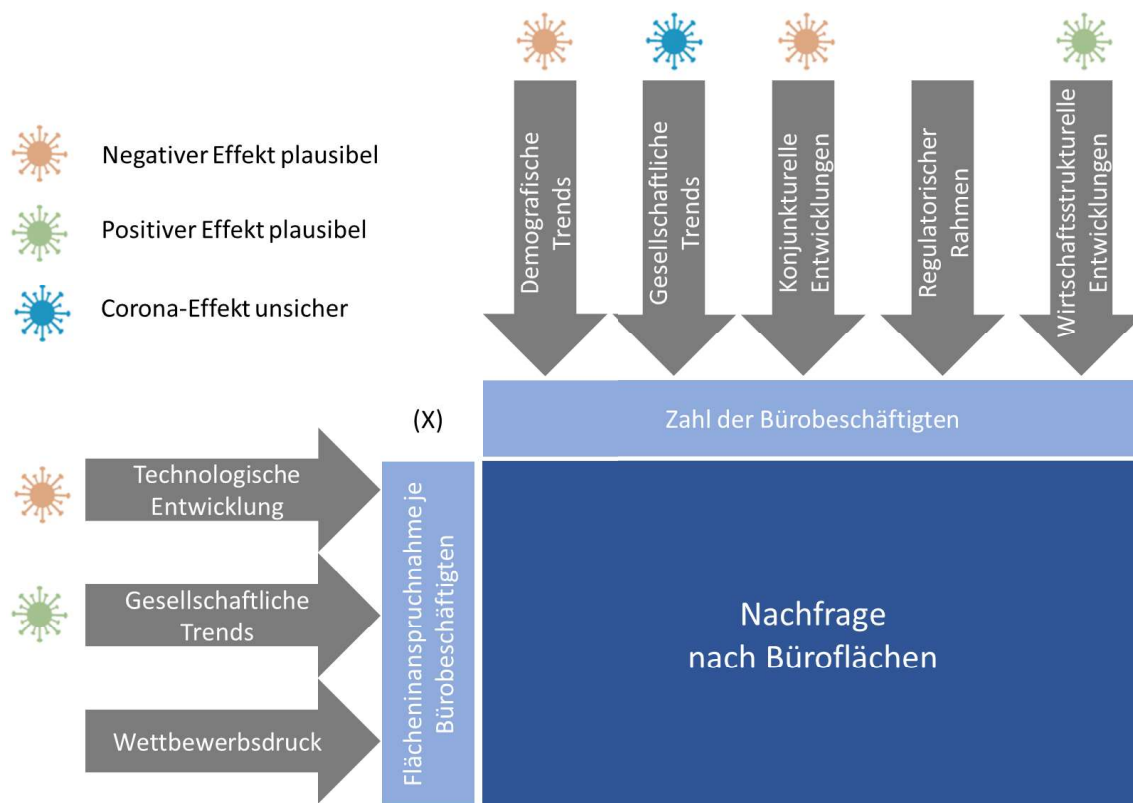 Negativer Effekt plausibel
Positiver Effekt plausibel
Corona-Effekt unsicher
Demografische
Trends
Gesellschaftliche
Trends
Konjunkturelle
Entwicklungen
Regulatorischer
Rahmen
Wirtschaftsstrukturelle
Entwicklungen
(X)
Zahl der Bürobeschäftigten
Technologische
Entwicklung
Gesellschaftliche
Trends
Wettbewerbsdruck
Flächeninanspruchnahme je
Bürobeschäftigten
Nachfrage
nach Büroflächen